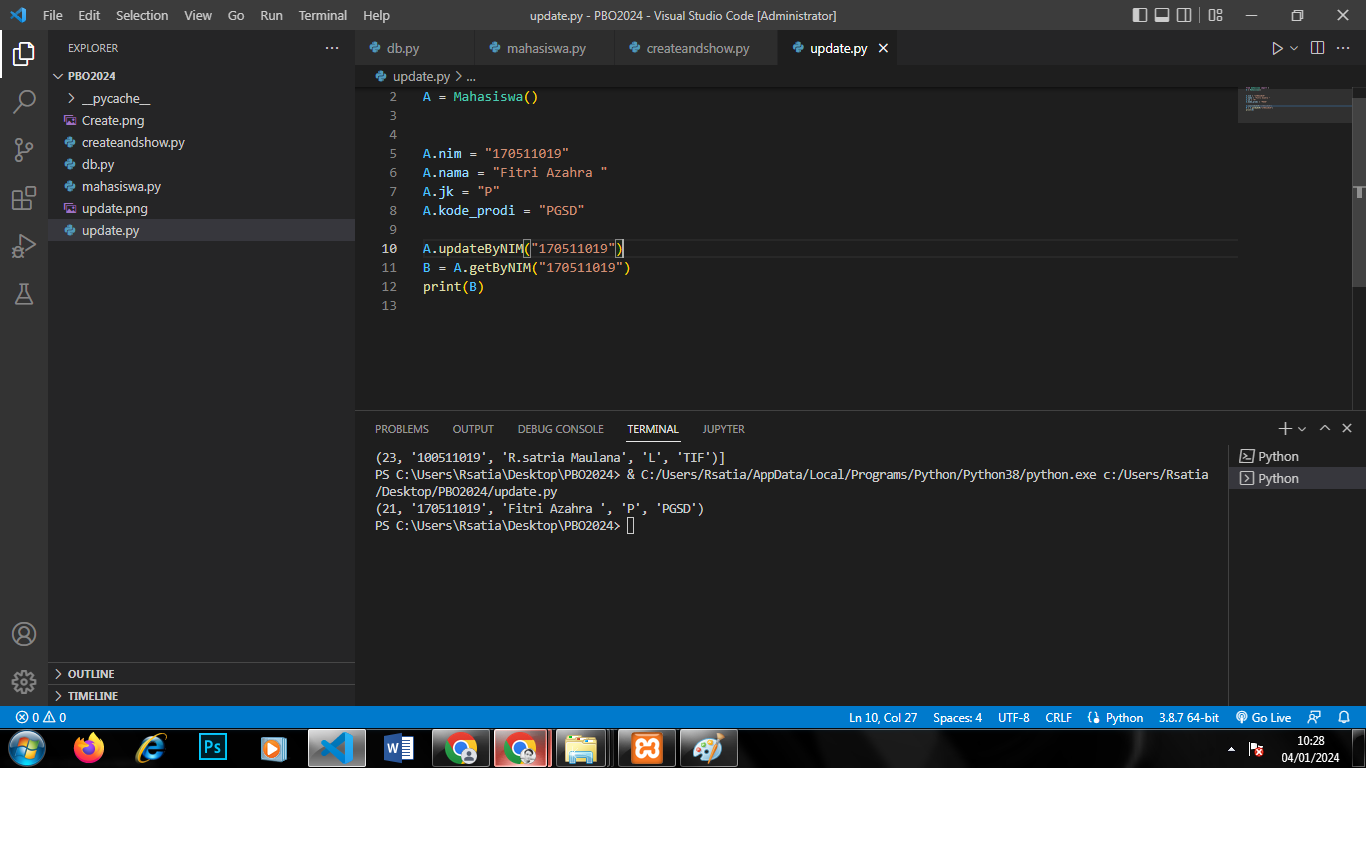 File Edit Selection View Go Run Terminal Help
update.py - PBO2024 - Visual Studio Code [Administrator]
EXPLORER
PBO2024
__pycache__
Create.png
createandshow.py
db.py
mahasiswa.py
update.png
update.py
OUTLINE
TIMELINE
db.py mahasiswa.py createandshow.py update.py
update.py > ...
2 A = Mahasiswa()
3
4
5 A.nim = "170511019"
6 A.nama = "Fitri Azahra "
7 A.jk = "P"
8 A.kode_prodi = "PGSD"
9
10 A.updateByNIM("170511019")
11 B = A.getByNIM("170511019")
12 print(B)
13
PROBLEMS OUTPUT DEBUG CONSOLE TERMINAL JUPYTER
(23, '100511019', 'R.satria Maulana', 'L', 'TIF')]
PS C:\Users\Rsatia\Desktop\PBO2024> & C:/Users/Rsatia/AppData/Local/Programs/Python/Python38/python.exe c:/Users/Rsatia
/Desktop/PBO2024/update.py
(21, '170511019', 'Fitri Azahra ', 'P', 'PGSD')
PS C:\Users\Rsatia\Desktop\PBO2024>
Python
Python
0 0 Ln 10, Col 27 Spaces: 4 UTF-8 CRLF Python 3.8.7 64-bit Go Live
Ps
10:28
04/01/2024